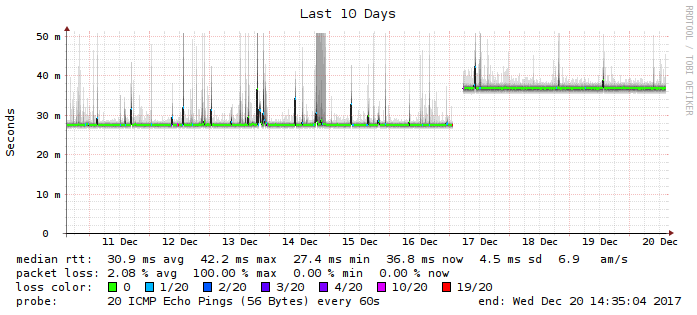 Last 10 Days
RRDTOOL / TOBI OETIKER
Seconds
50 m
40 m
30 m
20 m
10 m
0
11 Dec 12 Dec 13 Dec 14 Dec 15 Dec 16 Dec 17 Dec 18 Dec 19 Dec 20 Dec
median rtt: 30.9 ms avg 42.2 ms max 27.4 ms min 36.8 ms now 4.5 ms sd 6.9 am/s
packet loss: 2.08 % avg 100.00 % max 0.00 % min 0.00 % now
loss color: 0 1/20 2/20 3/20 4/20 10/20 19/20
probe: 20 ICMP Echo Pings (56 Bytes) every 60s end: Wed Dec 20 14:35:04 2017